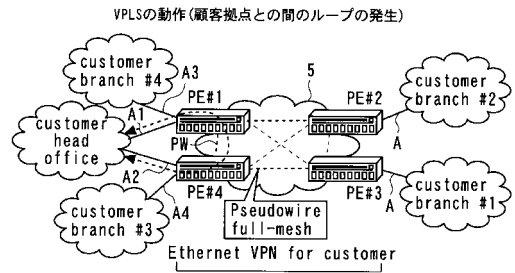 VPLSの動作(顧客拠点との間のループの発生)
customer
branch #4
A3
5
PE#1
PE#2
customer
branch #2
A1
customer
head
office
PW
A
A2
PE#4
PE#3
A4
A
customer
branch #3
Pseudowire
full-mesh
customer
branch #1
Ethernet VPN for customer